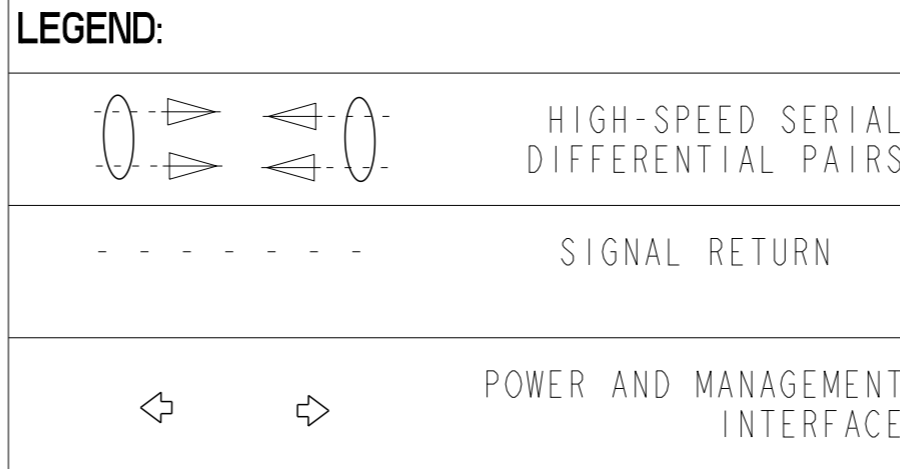 LEGEND:
HIGH-SPEED SERIAL
DIFFERENTIAL PAIRS
SIGNAL RETURN
POWER AND MANAGEMENT
INTERFACE